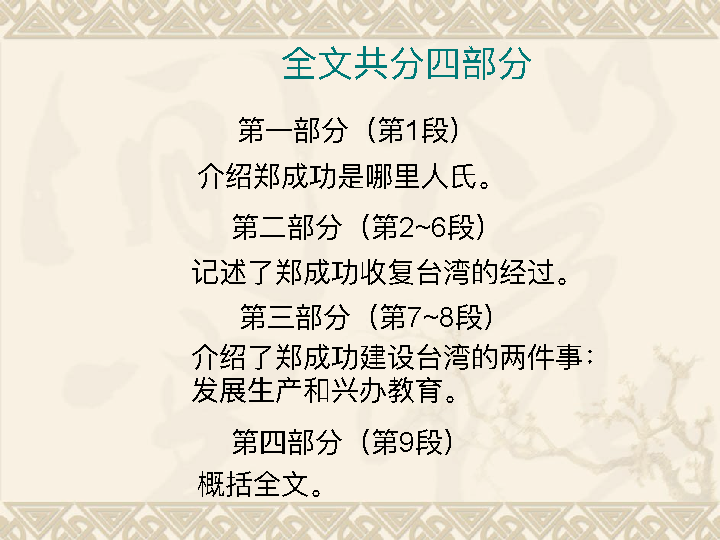 全文共分四部分
第一部分（第1段）
介绍郑成功是哪里人氏。
第二部分（第2~6段）
记述了郑成功收复台湾的经过。
第三部分（第7~8段）
介绍了郑成功建设台湾的两件事：
发展生产和兴办教育。
第四部分（第9段）
概括全文。